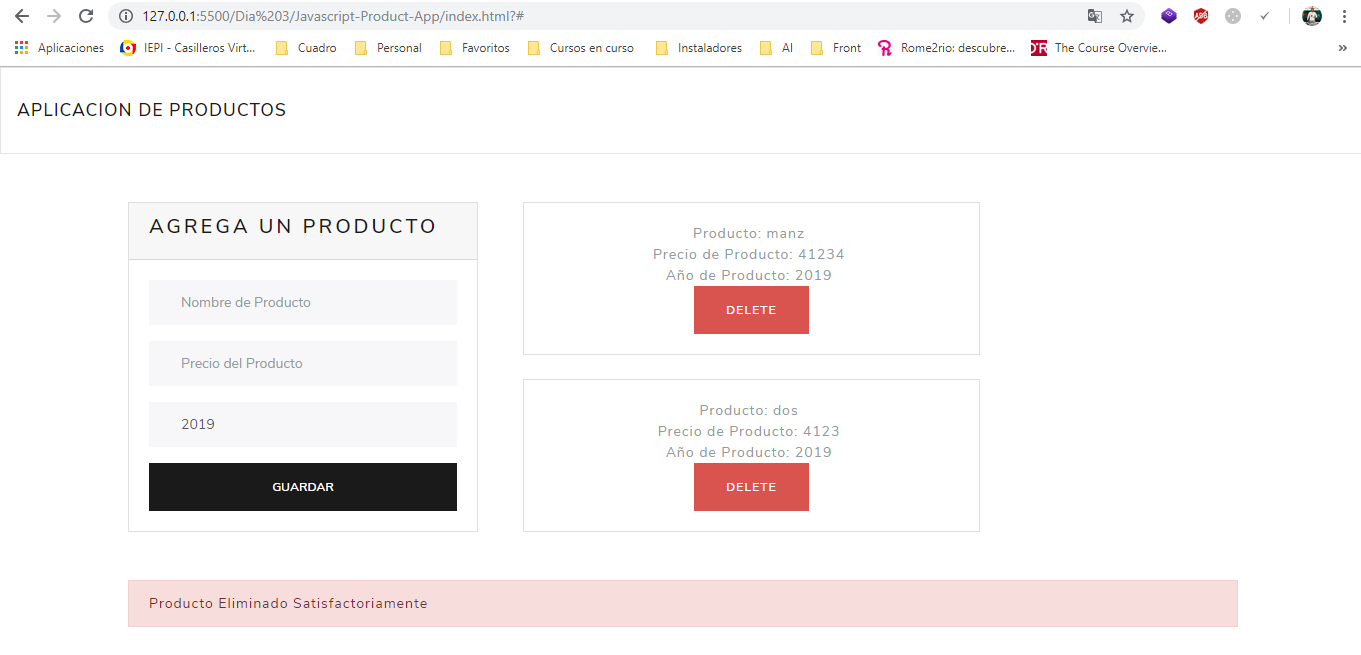 127.0.0.1:5500/Dia%203/Javascript-Product-App/index.html?#
Aplicaciones IEPI - Casilleros Virt... Cuadro Personal Favoritos Cursos en curso Instaladores AI Front Rome2rio: descubre... The Course Overvie... »
APLICACION DE PRODUCTOS
AGREGA UN PRODUCTO
Nombre de Producto
Precio del Producto
2019
GUARDAR
Producto: manz
Precio de Producto: 41234
Año de Producto: 2019
DELETE
Producto: dos
Precio de Producto: 4123
Año de Producto: 2019
DELETE
Producto Eliminado Satisfactoriamente